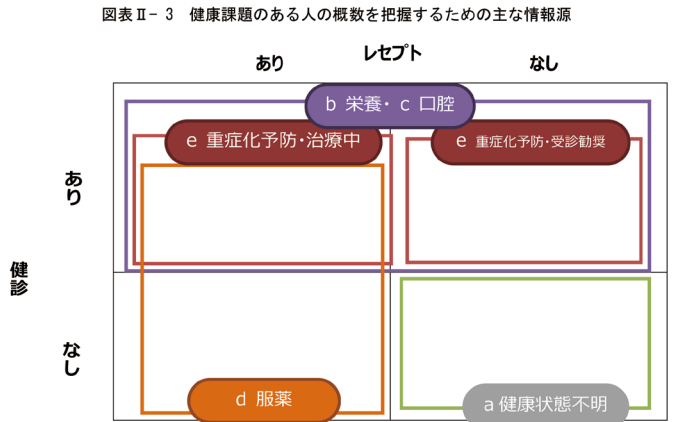 図表Ⅱ- 3 健康課題のある人の概数を把握するための主な情報源
レセプト
あり
なし
健診
あり
なし
b 栄養・c 口腔
e 重症化予防・治療中
e 重症化予防・受診勧奨
d 服薬
a 健康状態不明